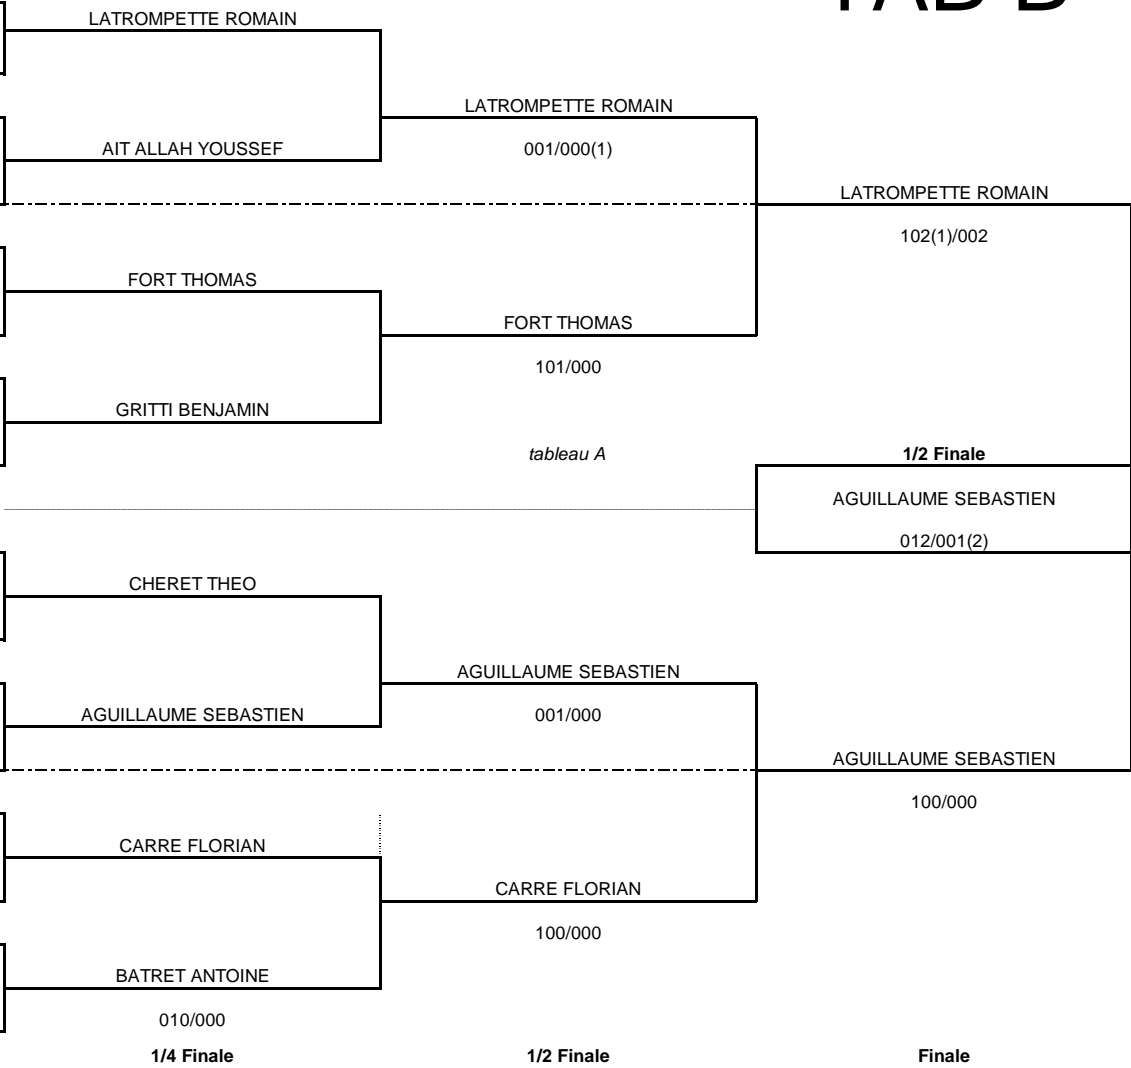 TAB B
LATROMPETTE ROMAIN
LATROMPETTE ROMAIN
AIT ALLAH YOUSSEF
001/000(1)
LATROMPETTE ROMAIN
102(1)/002
FORT THOMAS
FORT THOMAS
101/000
GRITTI BENJAMIN
tableau A
1/2 Finale
AGUILLAUME SEBASTIEN
012/001(2)
CHERET THEO
AGUILLAUME SEBASTIEN
AGUILLAUME SEBASTIEN
001/000
AGUILLAUME SEBASTIEN
100/000
CARRE FLORIAN
CARRE FLORIAN
100/000
BATRET ANTOINE
010/000
1/4 Finale
1/2 Finale
Finale